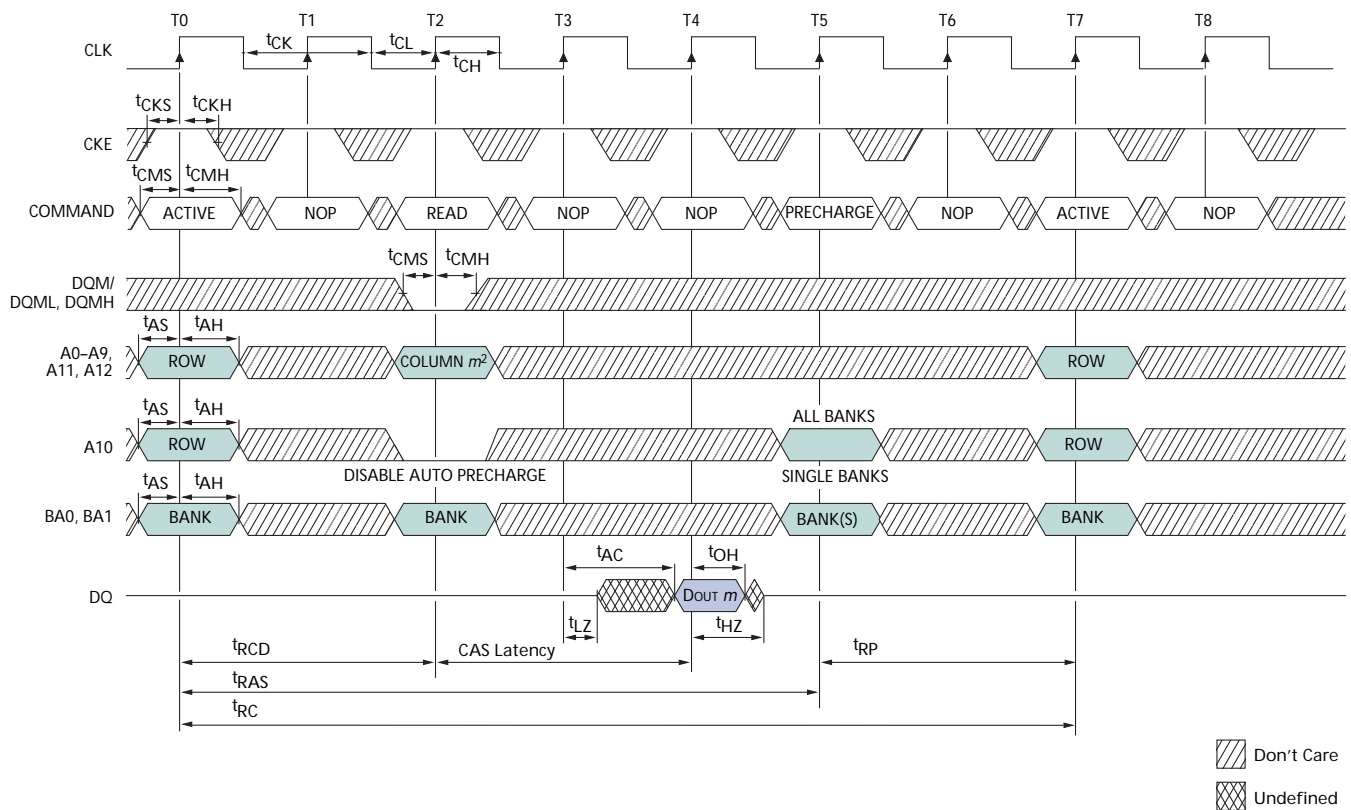 T0 T1 T2 T3 T4 T5 T6 T7 T8
CLK
tCK tCL
tCH
tCKS tCKH
CKE
tCMS tCMH
COMMAND ACTIVE NOP READ NOP NOP PRECHARGE NOP ACTIVE NOP
tCMS tCMH
DQM/
DQML, DQMH
tAS tAH
A0–A9,
A11, A12
ROW COLUMN m2 ROW
tAS tAH ALL BANKS
A10 ROW ROW
DISABLE AUTO PRECHARGE SINGLE BANKS
tAS tAH
BA0, BA1 BANK BANK BANK(S) BANK
tAC tOH
DQ DOUT m
tLZ tHZ
tRCD CAS Latency tRP
tRAS
tRC
Don't Care
Undefined